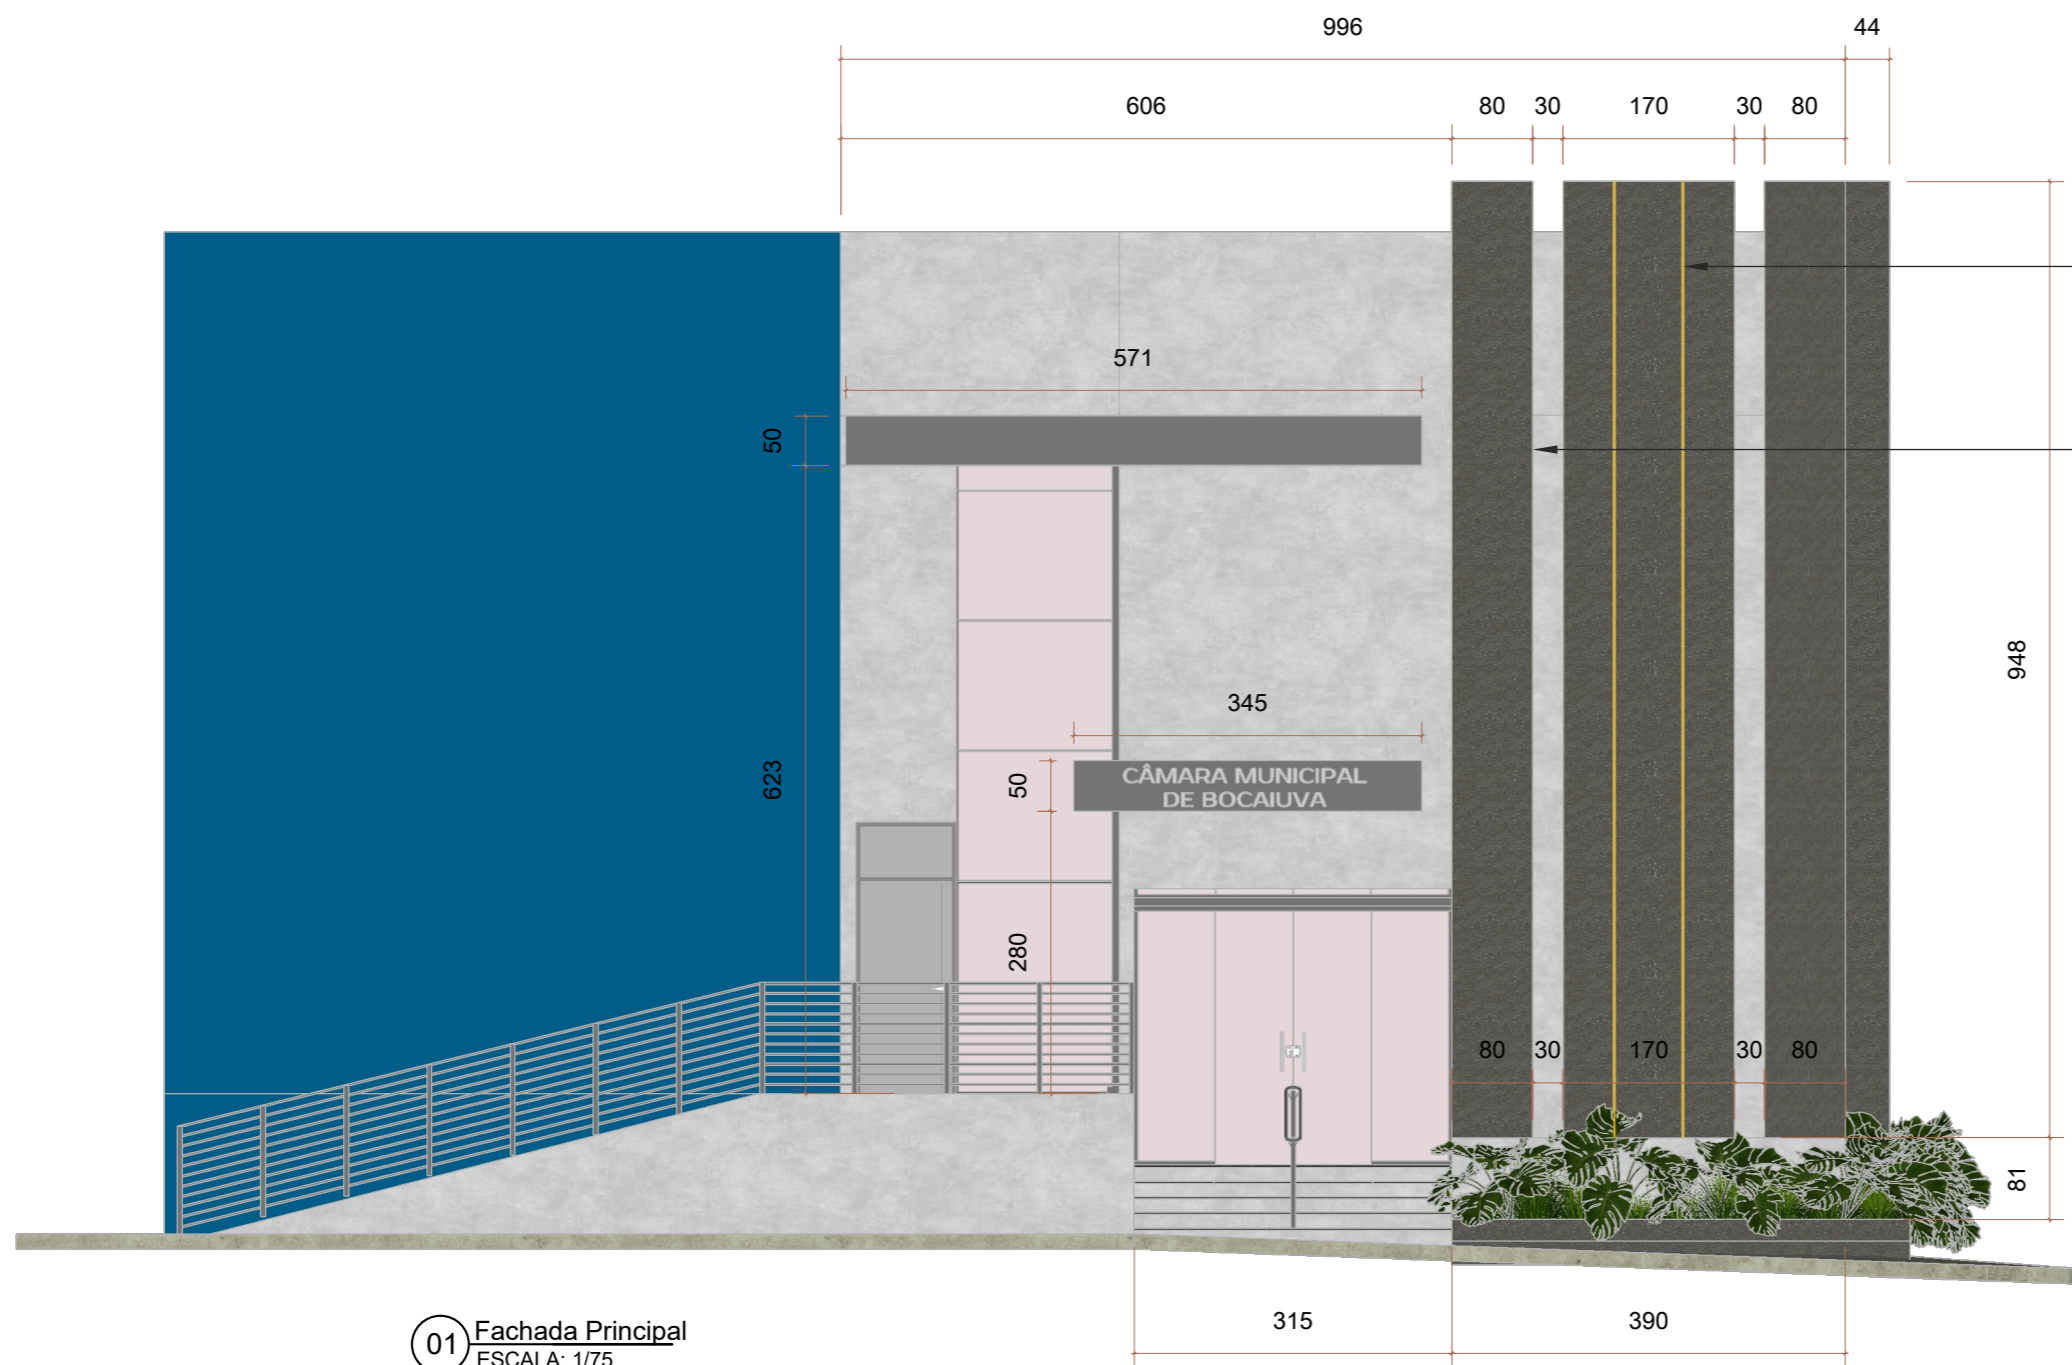 996 44
606 80 30 170 30 80
571
50
948
345
623
50
CÂMARA MUNICIPAL
DE BOCAIUVA
280
80 30 170 30 80
81
315 390
01 Fachada Principal
ESCALA: 1/75